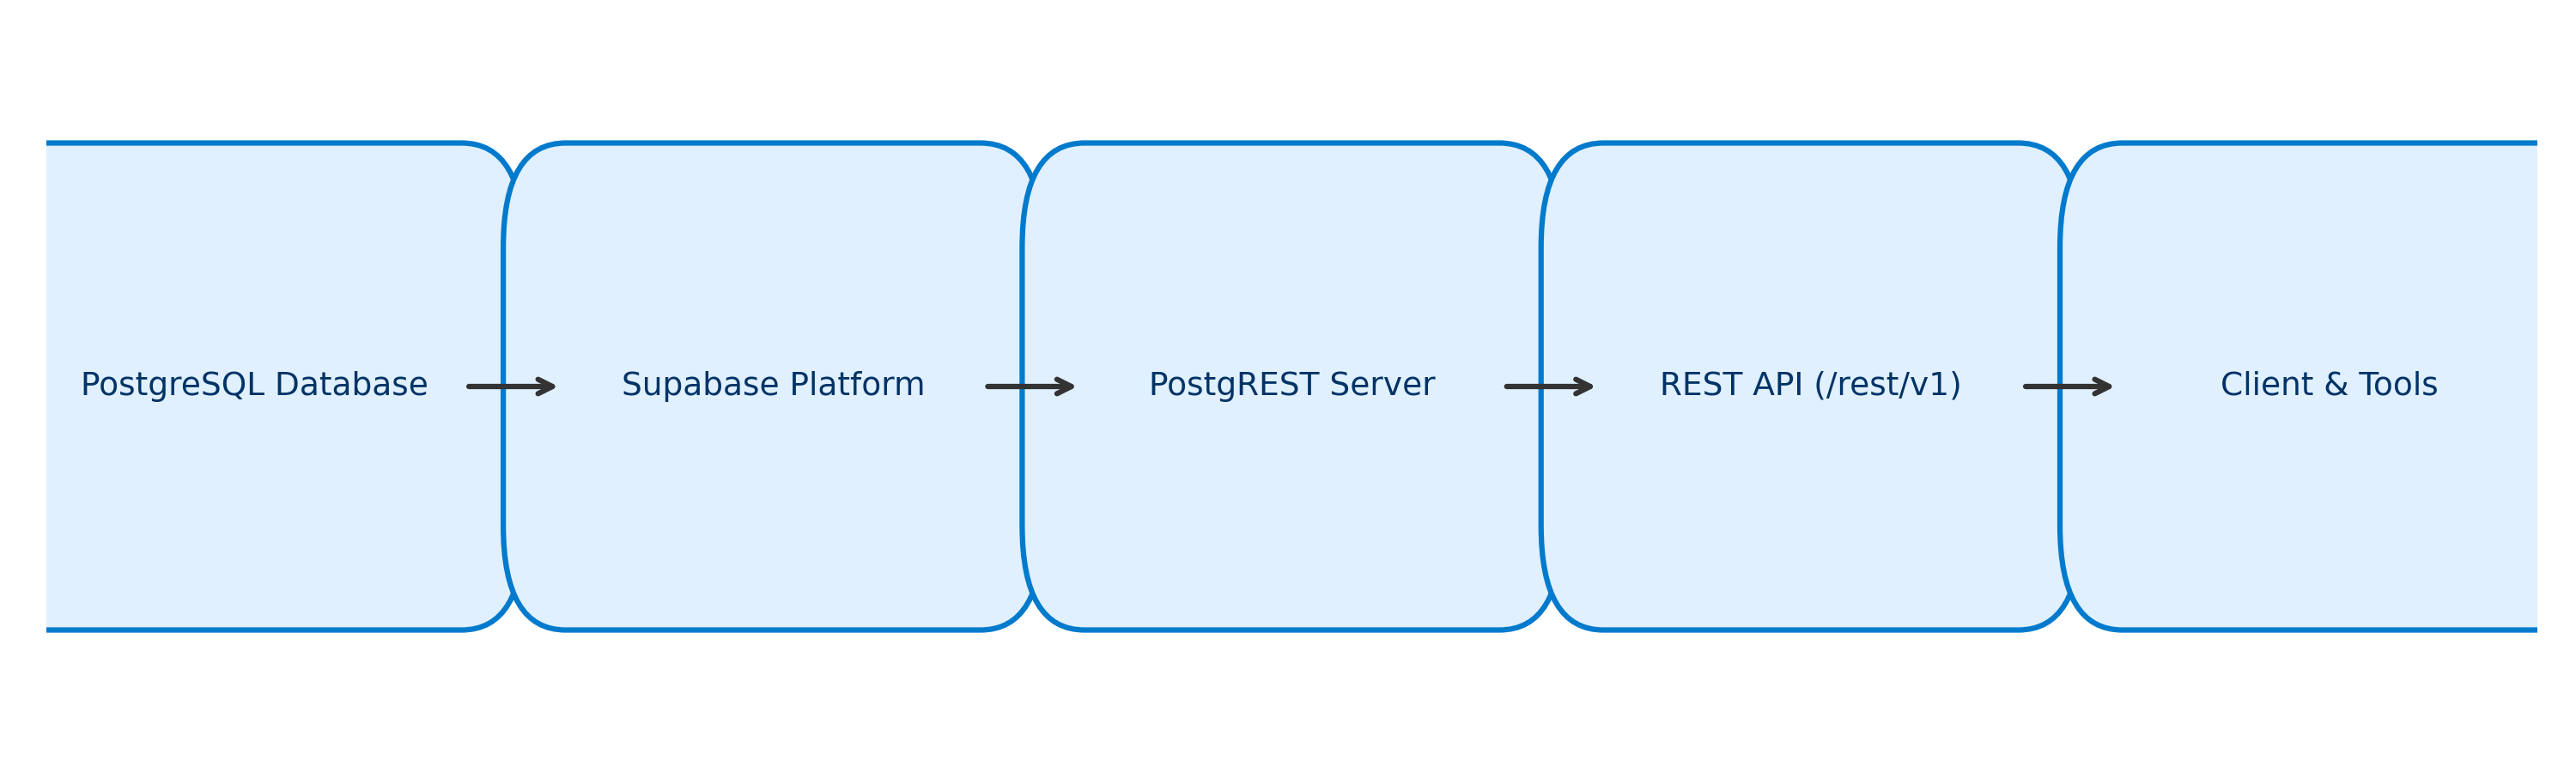 PostgreSQL Database
Supabase Platform
PostgREST Server
REST API (/rest/v1)
Client & Tools